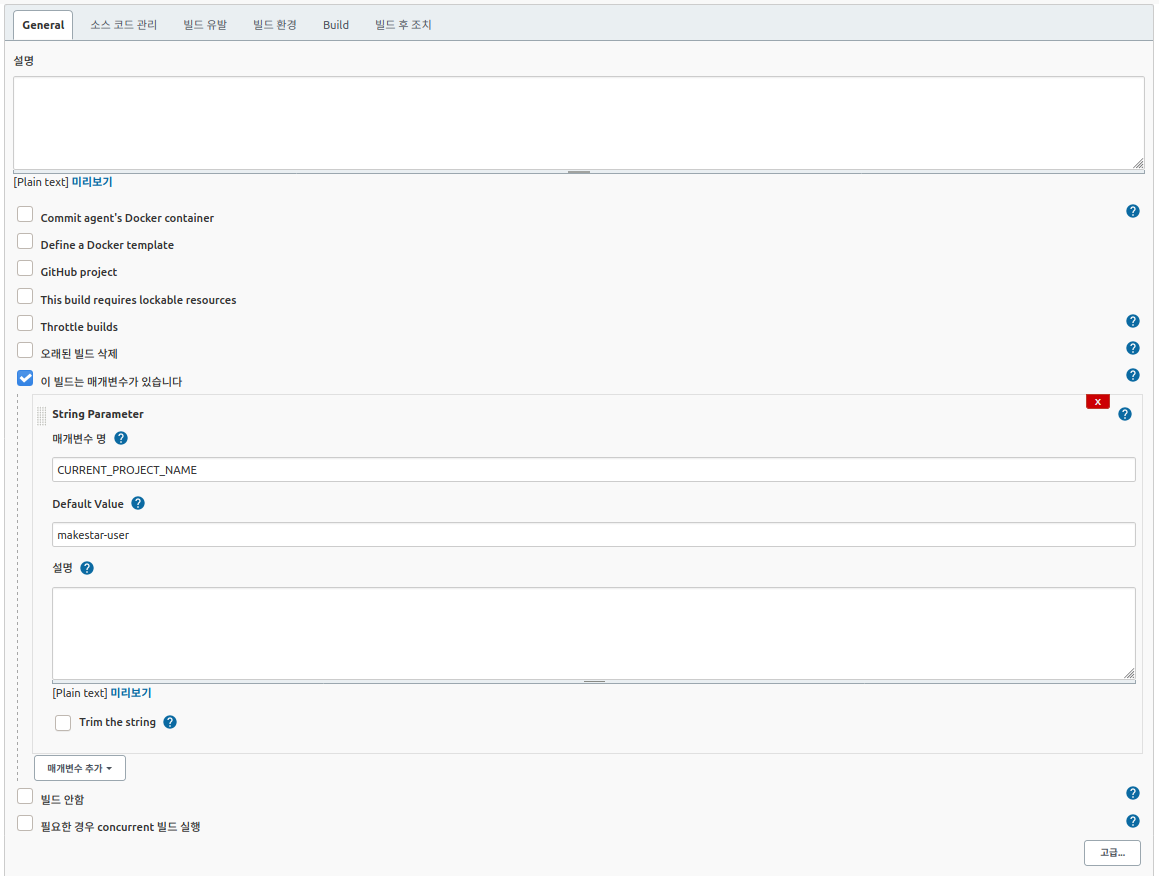 General 소스 코드 관리 빌드 유발 빌드 환경 Build 빌드 후 조치
설명
[Plain text] 미리보기
Commit agent's Docker container ?
Define a Docker template
GitHub project
This build requires lockable resources
Throttle builds ?
오래된 빌드 삭제 ?
이 빌드는 매개변수가 있습니다 ?
String Parameter x ?
매개변수 명 ?
CURRENT_PROJECT_NAME
Default Value ?
makestar-user
설명 ?
[Plain text] 미리보기
Trim the string ?
매개변수 추가
빌드 안함 ?
필요한 경우 concurrent 빌드 실행 ?
고급...